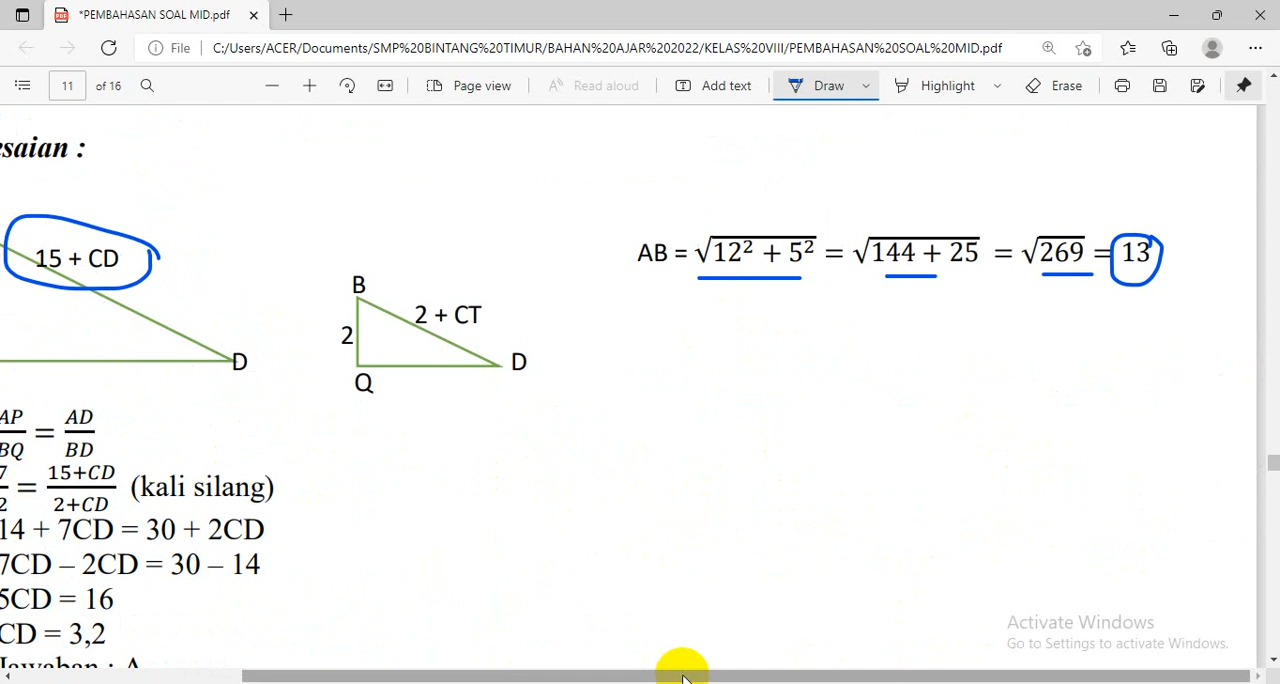 *PEMBAHASAN SOAL MID.pdf
File C:/Users/ACER/Documents/SMP%20BINTANG%20TIMUR/BAHAN%20AJAR%202022/KELAS%20VIII/PEMBAHASAN%20SOAL%20MID.pdf
11 of 16 Page view Read aloud Add text Draw Highlight Erase
esaian :
15 + CD
D
B
2 + CT
2
D
Q
AB = √12² + 5² = √144 + 25 = √269 = 13
AP/BQ = AD/BD
7/2 = 15+CD/2+CD (kali silang)
14 + 7CD = 30 + 2CD
7CD – 2CD = 30 – 14
5CD = 16
CD = 3,2
Jawaban : A
Activate Windows
Go to Settings to activate Windows.